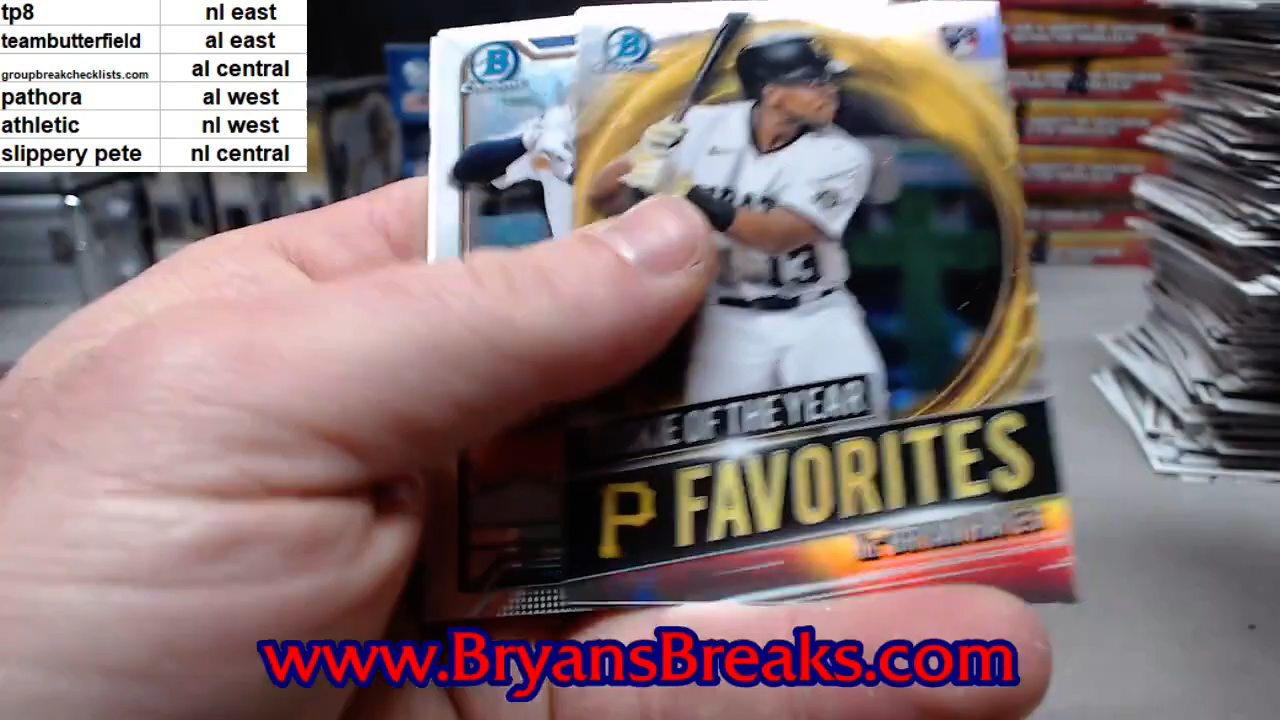 tp8 nl east
teambutterfield al east
groupbreakchecklists.com al central
pathora al west
athletic nl west
slippery pete nl central
B
B
13
OF THE YEAR
P FAVORITES
www.BryansBreaks.com